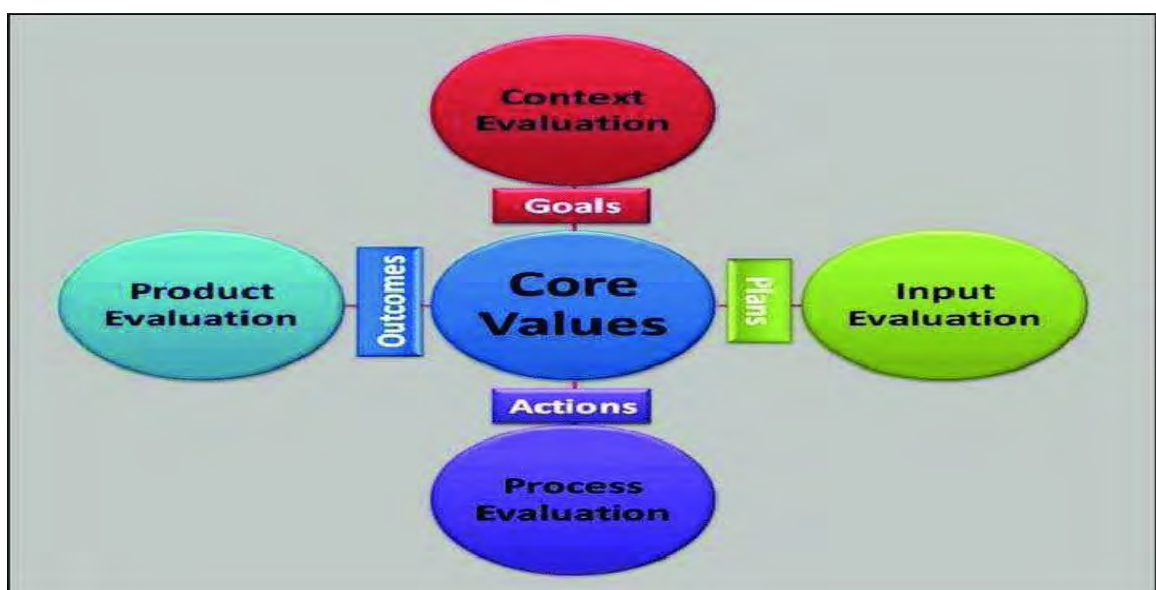 Context
Evaluation
Goals
Product
Evaluation
Outcomes
Core
Values
Plans
Input
Evaluation
Actions
Process
Evaluation